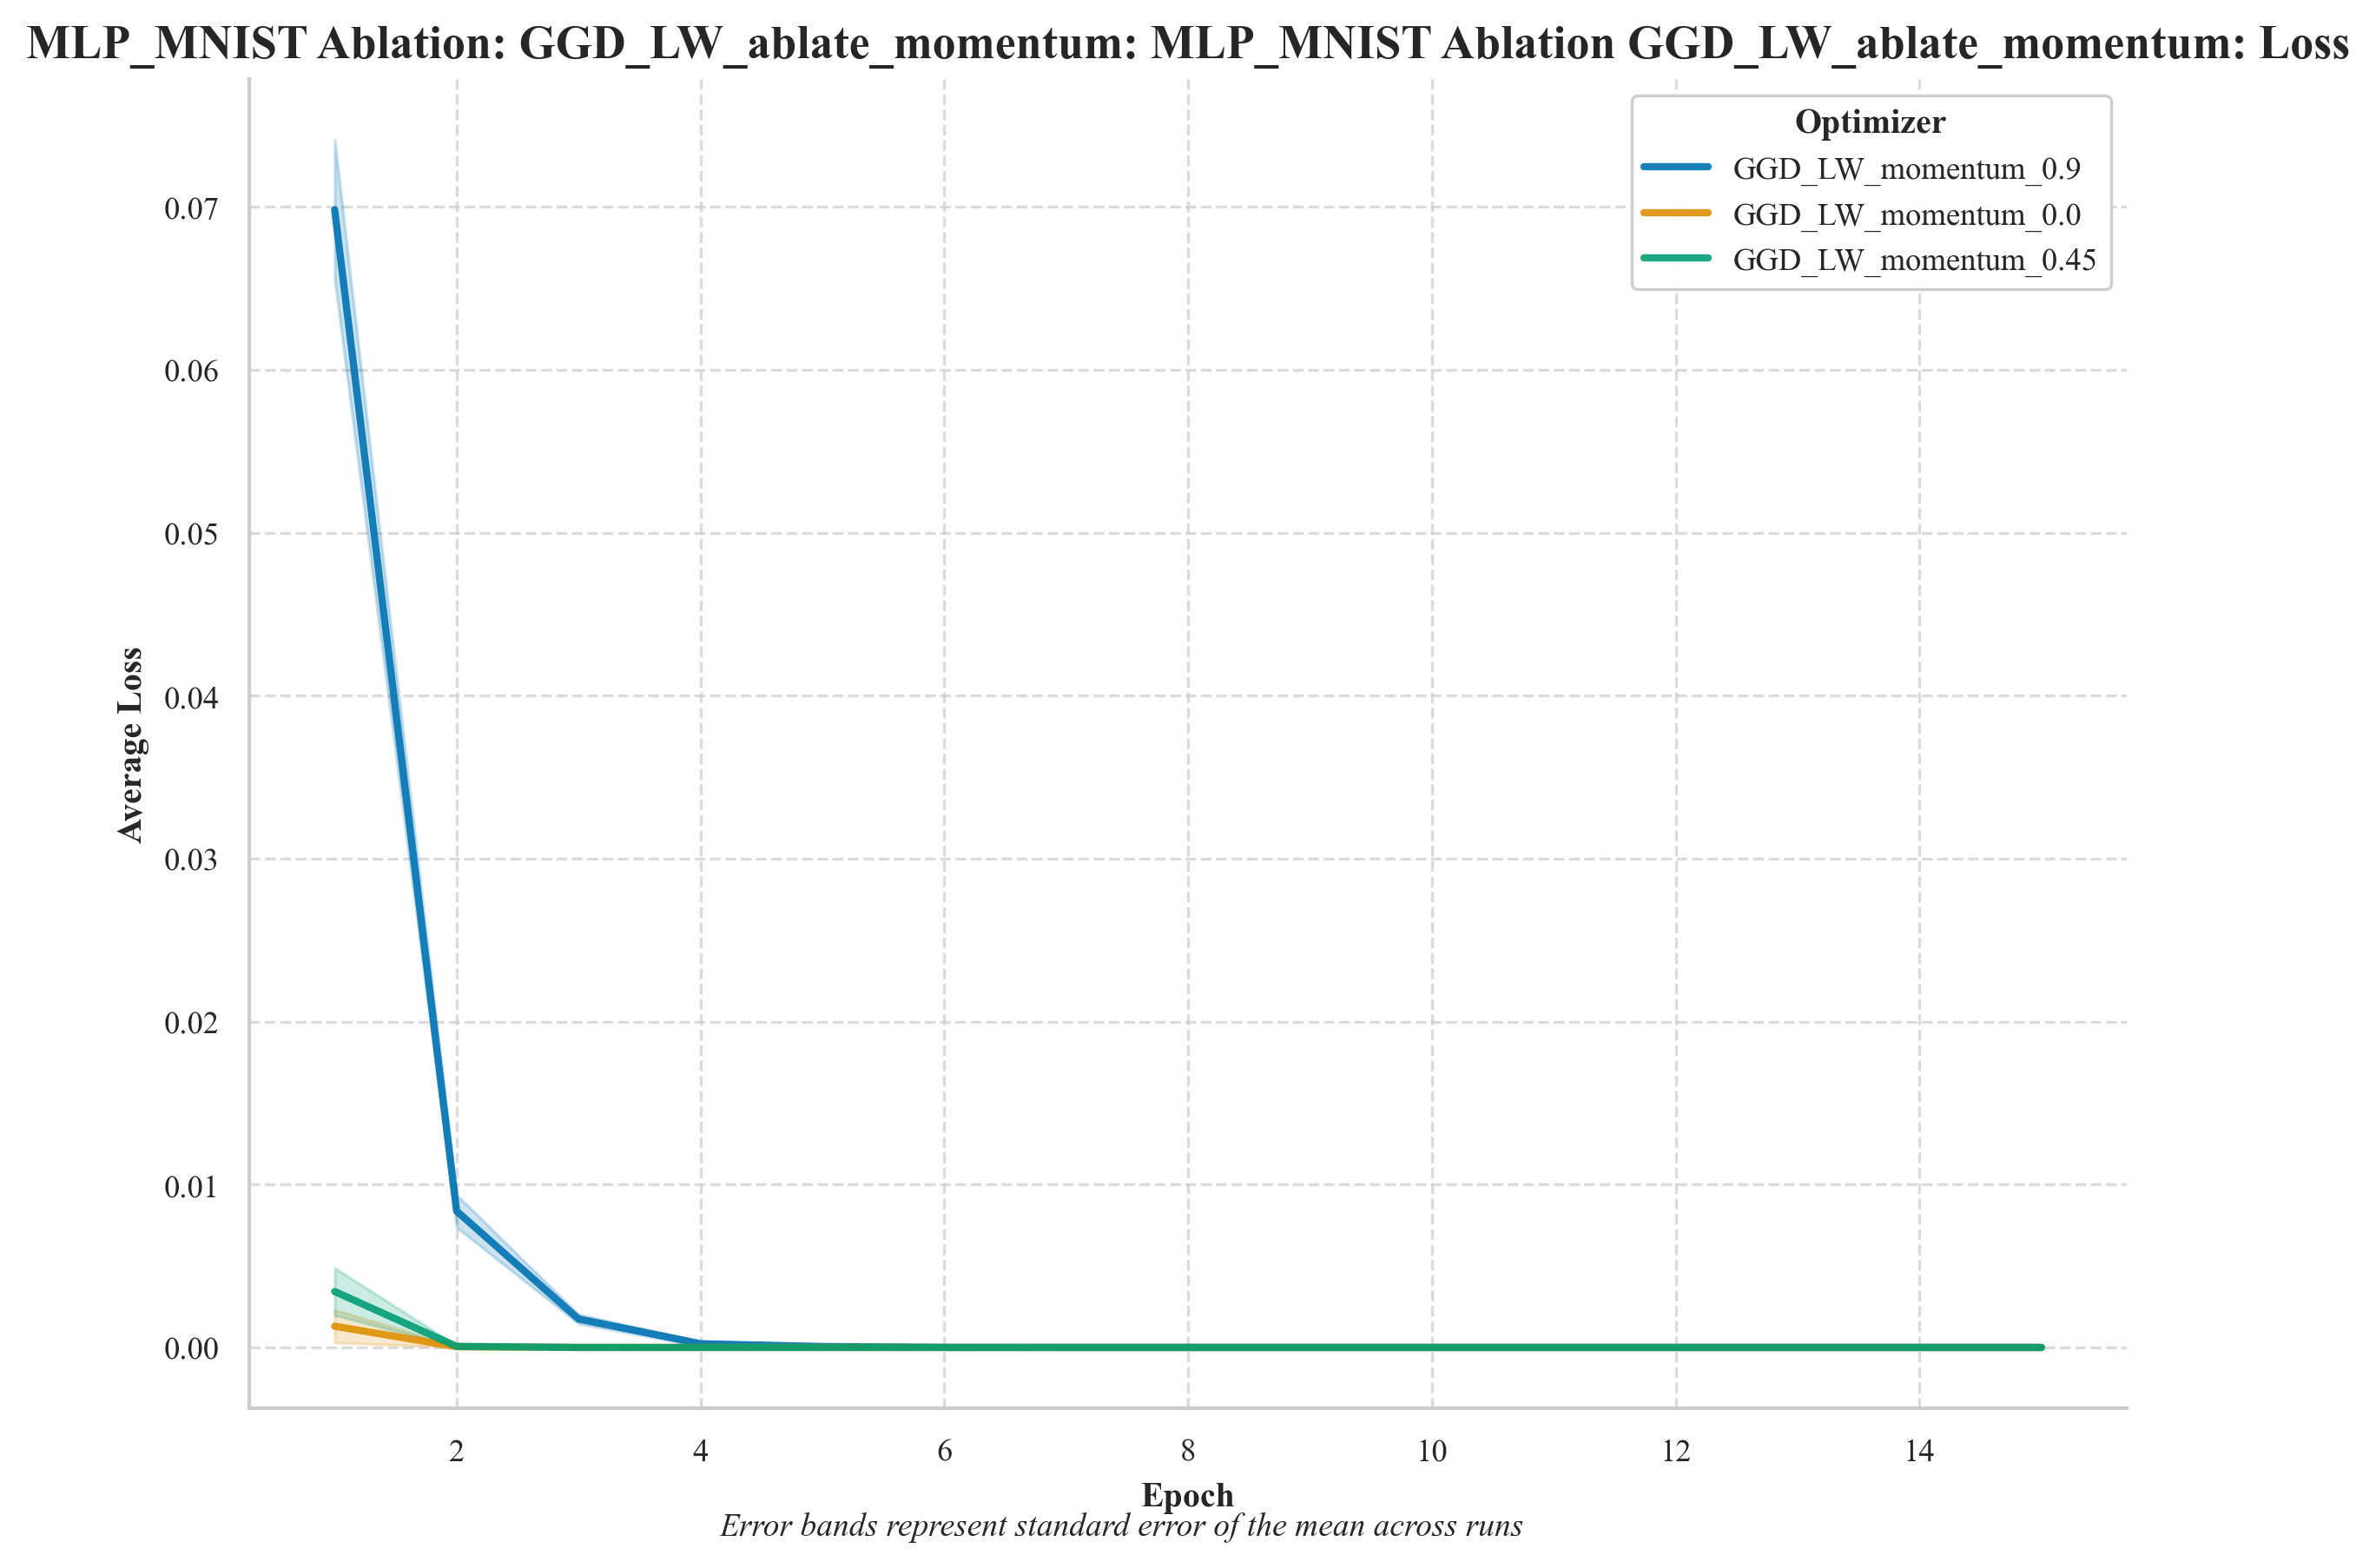 MLP_MNIST Ablation: GGD_LW_ablate_momentum: MLP_MNIST Ablation GGD_LW_ablate_momentum: Loss
Optimizer
GGD_LW_momentum_0.9
GGD_LW_momentum_0.0
GGD_LW_momentum_0.45
Average Loss
0.07
0.06
0.05
0.04
0.03
0.02
0.01
0.00
2 4 6 8 10 12 14
Epoch
Error bands represent standard error of the mean across runs